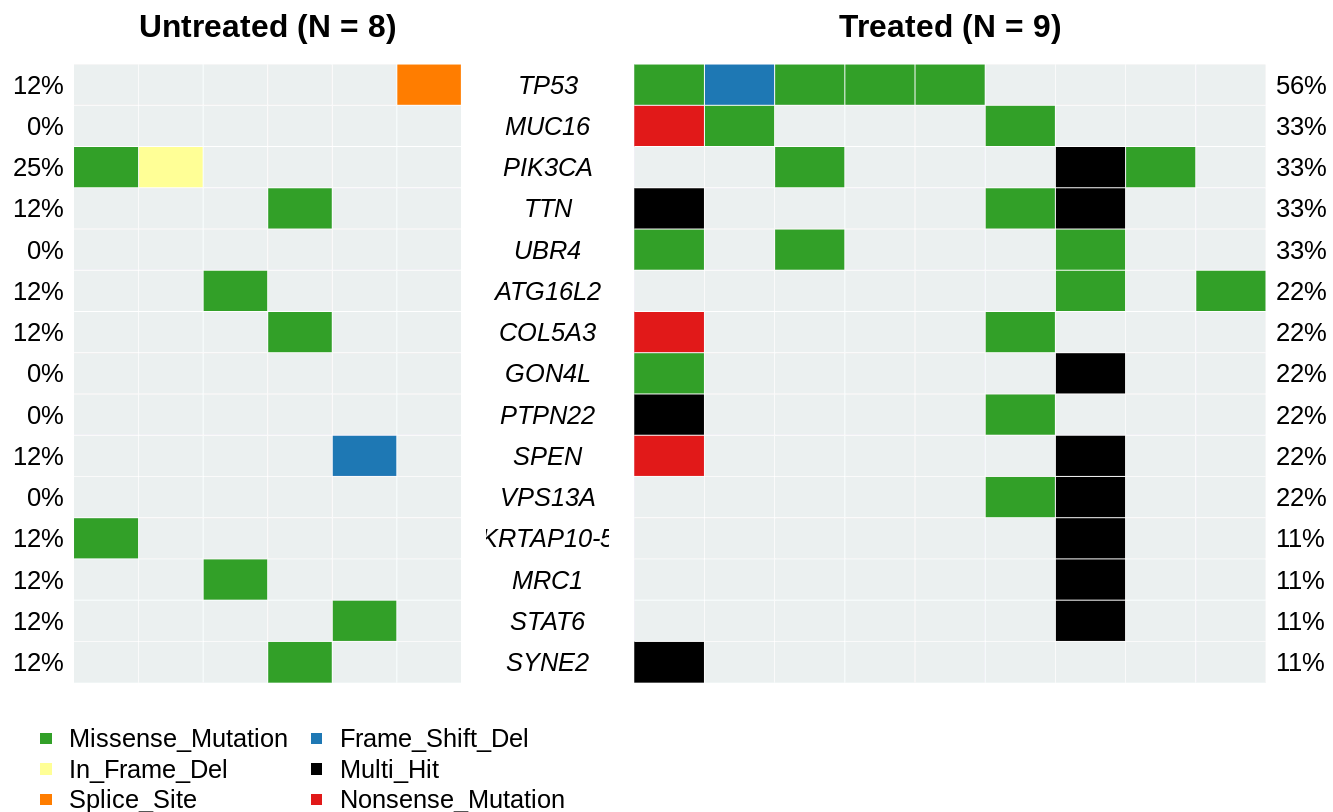 Untreated (N = 8) Treated (N = 9)
12% TP53 56%
0% MUC16 33%
25% PIK3CA 33%
12% TTN 33%
0% UBR4 33%
12% ATG16L2 22%
12% COL5A3 22%
0% GON4L 22%
0% PTPN22 22%
12% SPEN 22%
0% VPS13A 22%
12% KRTAP10-5 11%
12% MRC1 11%
12% STAT6 11%
12% SYNE2 11%
Missense_Mutation Frame_Shift_Del
In_Frame_Del Multi_Hit
Splice_Site Nonsense_Mutation